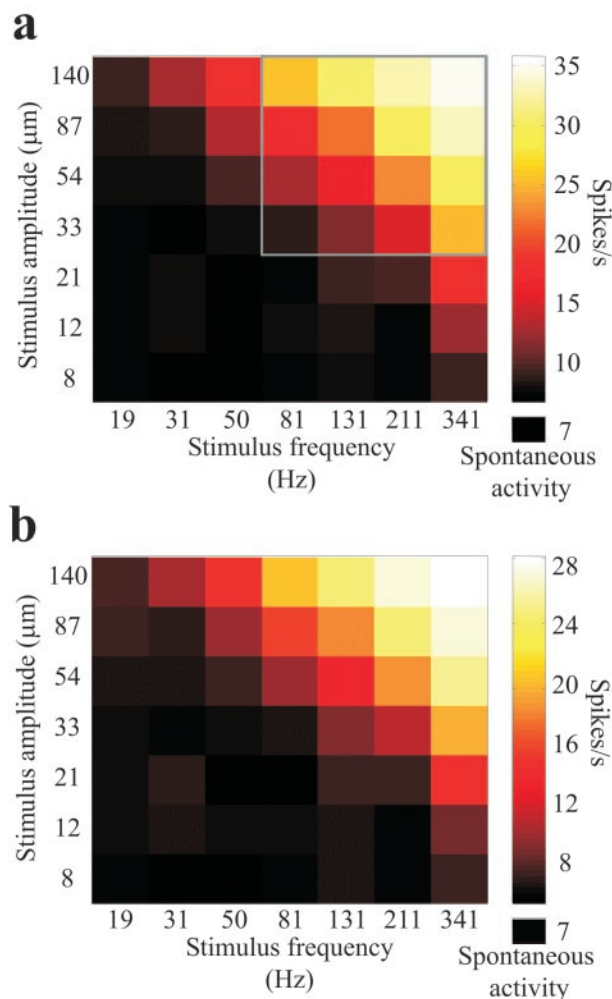 a
Stimulus amplitude (μm)
140
87
54
33
21
12
8
19 31 50 81 131 211 341
Stimulus frequency
(Hz)
35
30
25
20
15
10
Spikes/s
7
Spontaneous
activity
b
Stimulus amplitude (μm)
140
87
54
33
21
12
8
19 31 50 81 131 211 341
Stimulus frequency
(Hz)
28
24
20
16
12
8
Spikes/s
7
Spontaneous
activity